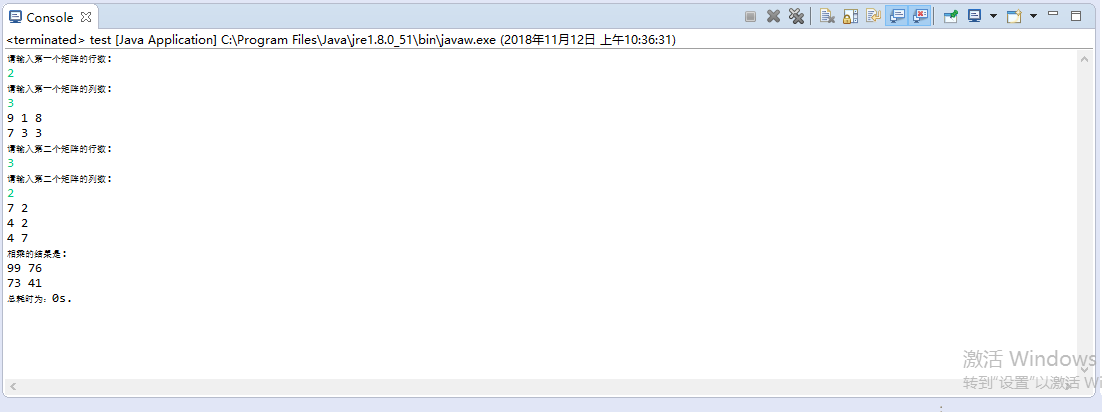 Console
<terminated> test [Java Application] C:\Program Files\Java\jre1.8.0_51\bin\javaw.exe (2018年11月12日 上午10:36:31)
请输入第一个矩阵的行数:
2
请输入第一个矩阵的列数:
3
9 1 8
7 3 3
请输入第二个矩阵的行数:
3
请输入第二个矩阵的列数:
2
7 2
4 2
4 7
相乘的结果是:
99 76
73 41
总耗时为：0s.
激活 Windows
转到"设置"以激活 Wi